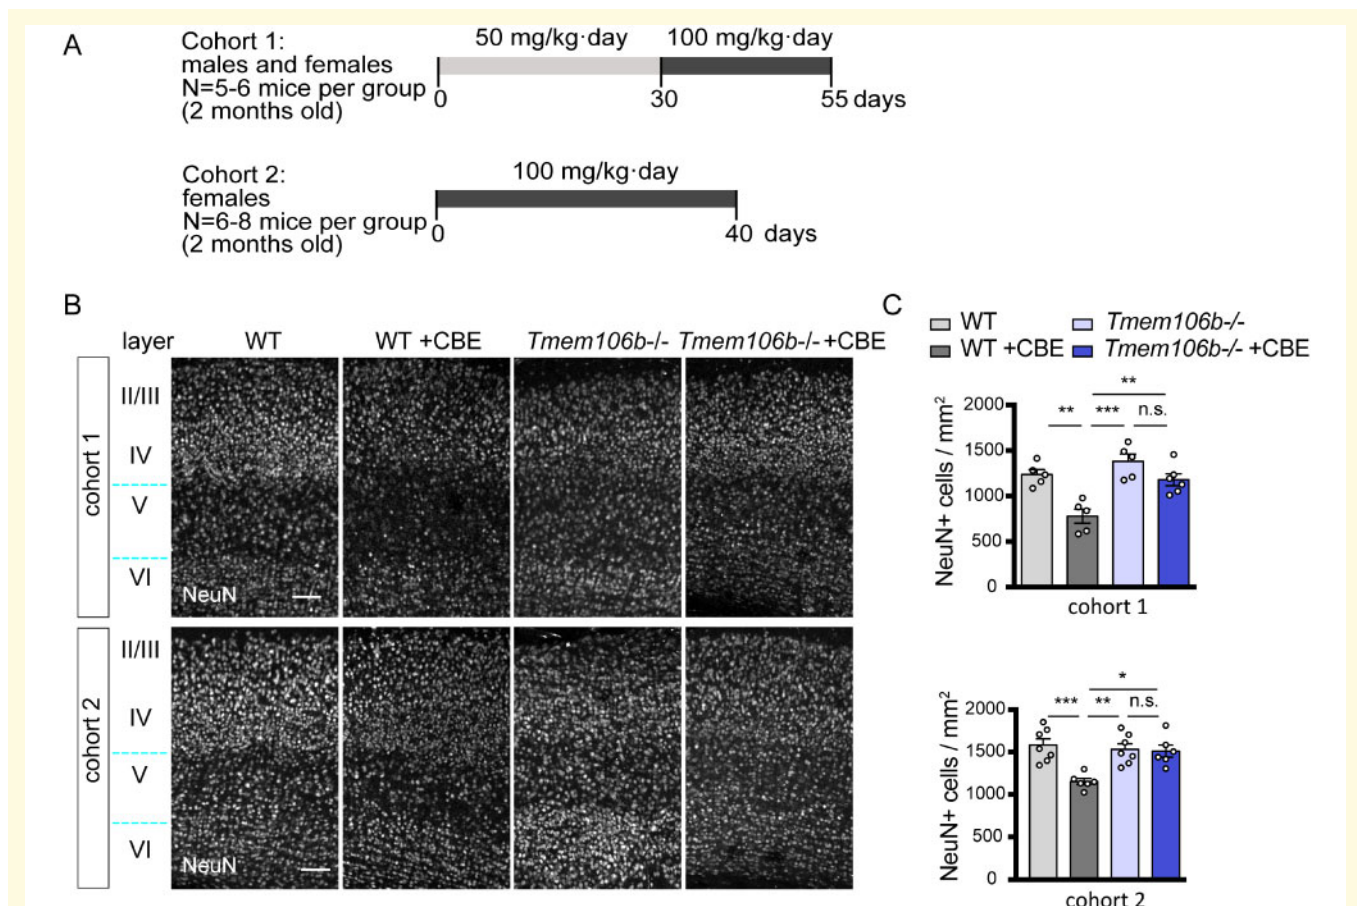 A
Cohort 1:
males and females
N=5-6 mice per group
(2 months old)
50 mg/kg·day
100 mg/kg·day
0
30
55 days
Cohort 2:
females
N=6-8 mice per group
(2 months old)
100 mg/kg·day
0
40 days
B
layer
WT
WT +CBE
Tmem106b-/-
Tmem106b-/- +CBE
cohort 1
II/III
IV
V
VI
NeuN
cohort 2
II/III
IV
V
VI
NeuN
C
WT
Tmem106b-/-
WT +CBE
Tmem106b-/- +CBE
NeuN+ cells / mm²
2000
1500
1000
500
0
**
** *** n.s.
cohort 1
NeuN+ cells / mm²
2000
1500
1000
500
0
*
*** ** n.s.
cohort 2